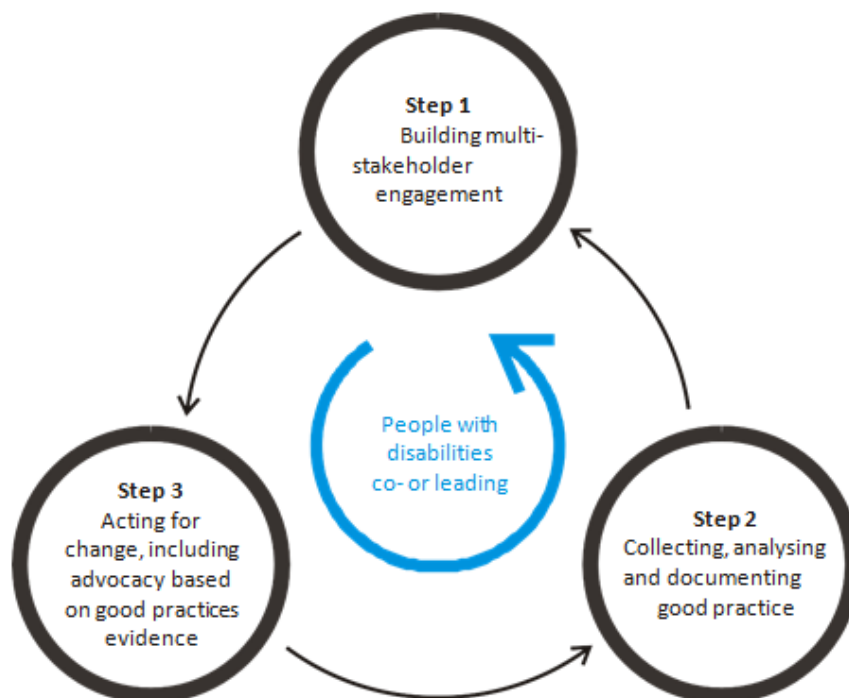 Step 1
Building multi-
stakeholder
engagement
People with
disabilities
co- or leading
Step 3
Acting for
change, including
advocacy based
on good practices
evidence
Step 2
Collecting, analysing
and documenting
good practice